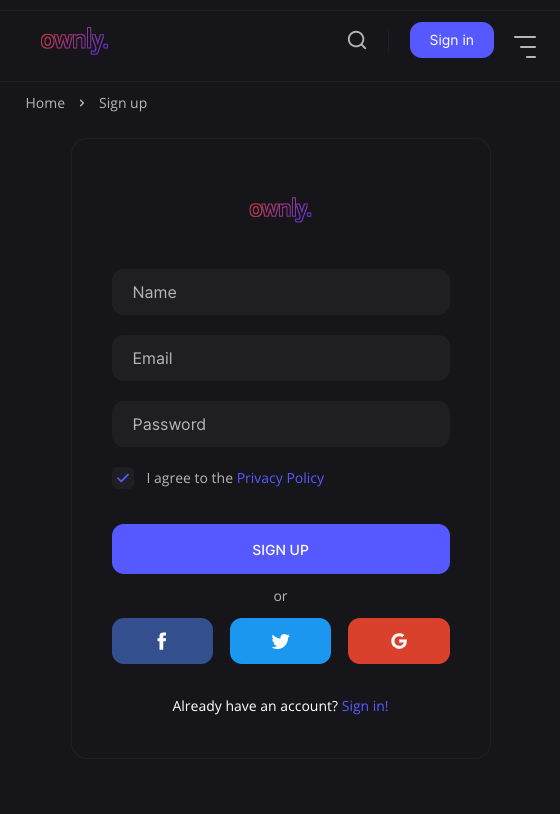 ownly.
Sign in
Home > Sign up
ownly.
Name
Email
Password
I agree to the Privacy Policy
SIGN UP
or
Already have an account? Sign in!